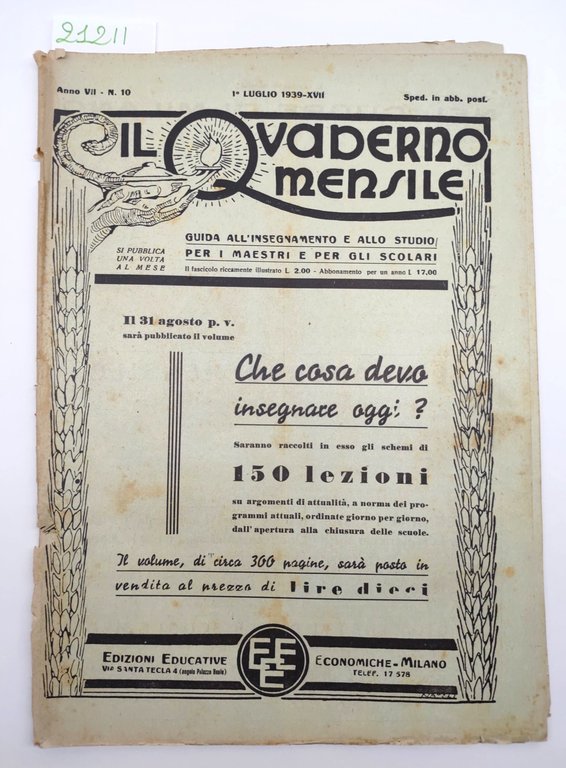 21211
Anno VII - N. 10
1º LUGLIO 1939-XVII
Sped. in abb. post.
IL QVADERNO
MENSILE
SI PUBBLICA
UNA VOLTA
AL MESE
GUIDA ALL'INSEGNAMENTO E ALLO STUDIO
PER I MAESTRI E PER GLI SCOLARI
Il fascicolo riccamente illustrato L. 2.00 - Abbonamento per un anno L 17.00
Il 31 agosto p. v.
sarà pubblicato il volume
Che cosa devo
insegnare oggi ?
Saranno raccolti in esso gli schemi di
150 lezioni
su argomenti di attualità, a norma dei pro-
grammi attuali, ordinate giorno per giorno,
dall'apertura alla chiusura delle scuole.
Il volume, di circa 300 pagine, sarà posto in
vendita al prezzo di lire dieci
EDIZIONI EDUCATIVE
VIA SANTA TECLA 4 (angolo Palazzo Reale)
EEE
ECONOMICHE - MILANO
TELEF. 17 578